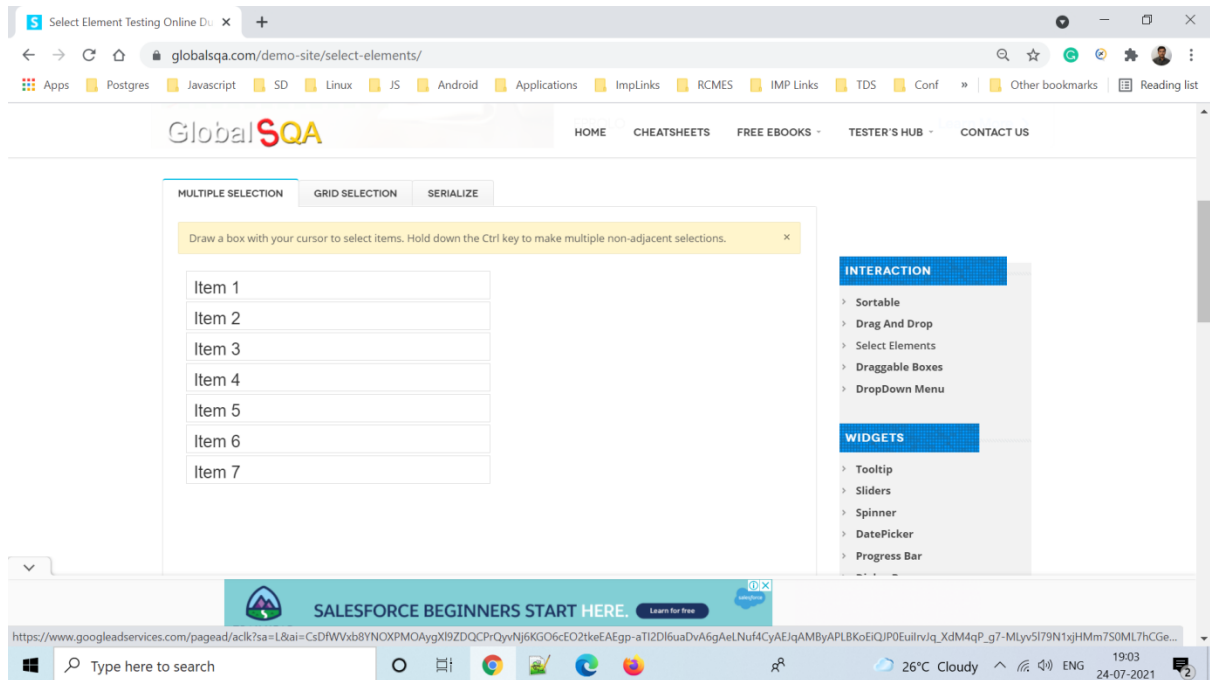 Select Element Testing Online Du
globalsqa.com/demo-site/select-elements/
Apps Postgres Javascript SD Linux JS Android Applications ImpLinks RCMES IMP Links TDS Conf » Other bookmarks Reading list
GlobalSQA
HOME CHEATSHEETS FREE EBOOKS TESTER'S HUB CONTACT US
MULTIPLE SELECTION GRID SELECTION SERIALIZE
Draw a box with your cursor to select items. Hold down the Ctrl key to make multiple non-adjacent selections. ×
Item 1
Item 2
Item 3
Item 4
Item 5
Item 6
Item 7
INTERACTION
Sortable
Drag And Drop
Select Elements
Draggable Boxes
DropDown Menu
WIDGETS
Tooltip
Sliders
Spinner
DatePicker
Progress Bar
SALESFORCE BEGINNERS START HERE. Learn for free
salesforce
Type here to search
26°C Cloudy ENG 19:03
24-07-2021
2